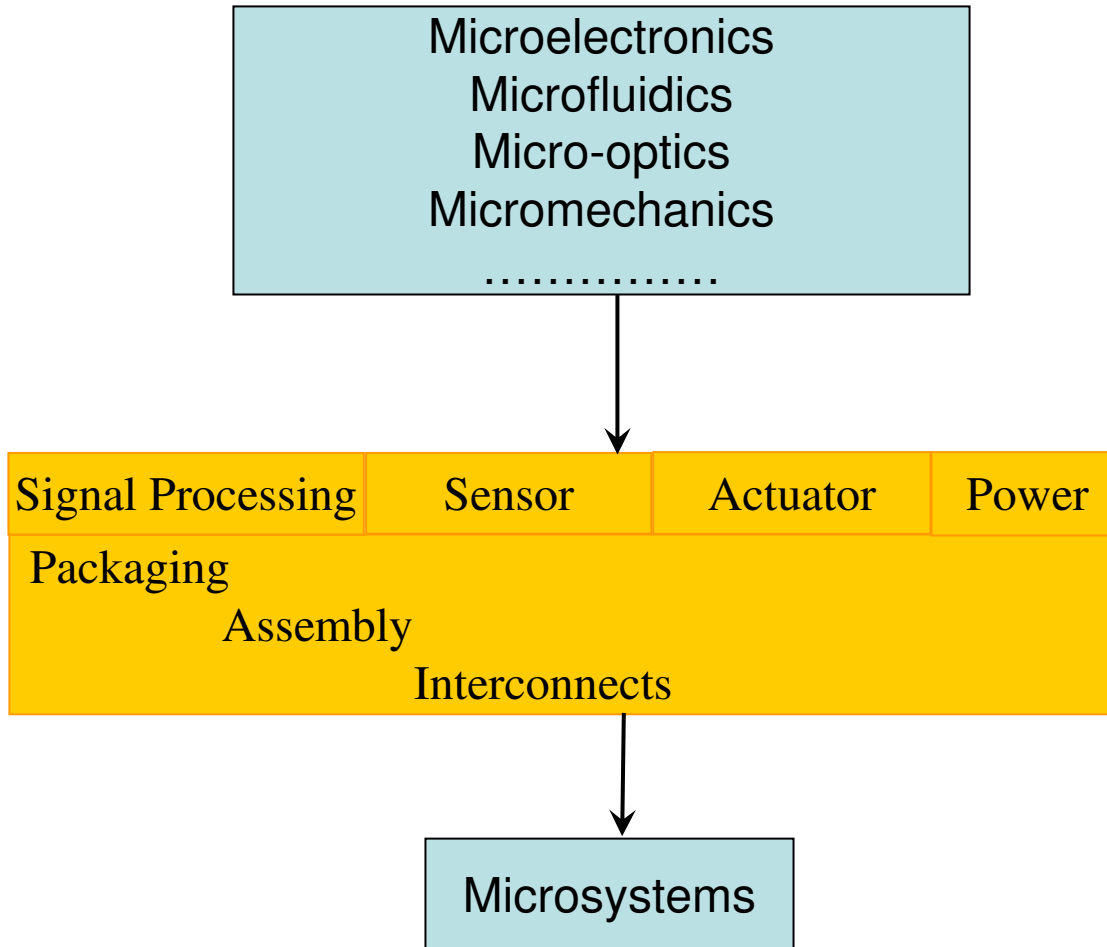 Microelectronics
Microfluidics
Micro-optics
Micromechanics
...............
Signal Processing Sensor Actuator Power
Packaging
Assembly
Interconnects
Microsystems